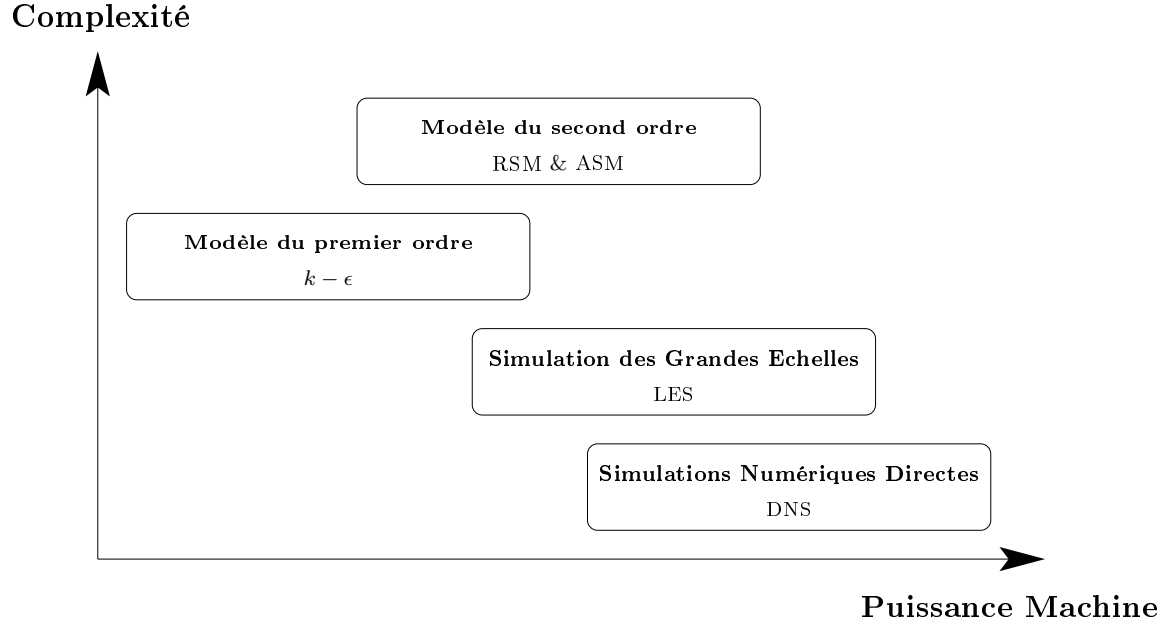 Complexité
Modèle du second ordre
RSM & ASM
Modèle du premier ordre
k − ϵ
Simulation des Grandes Echelles
LES
Simulations Numériques Directes
DNS
Puissance Machine